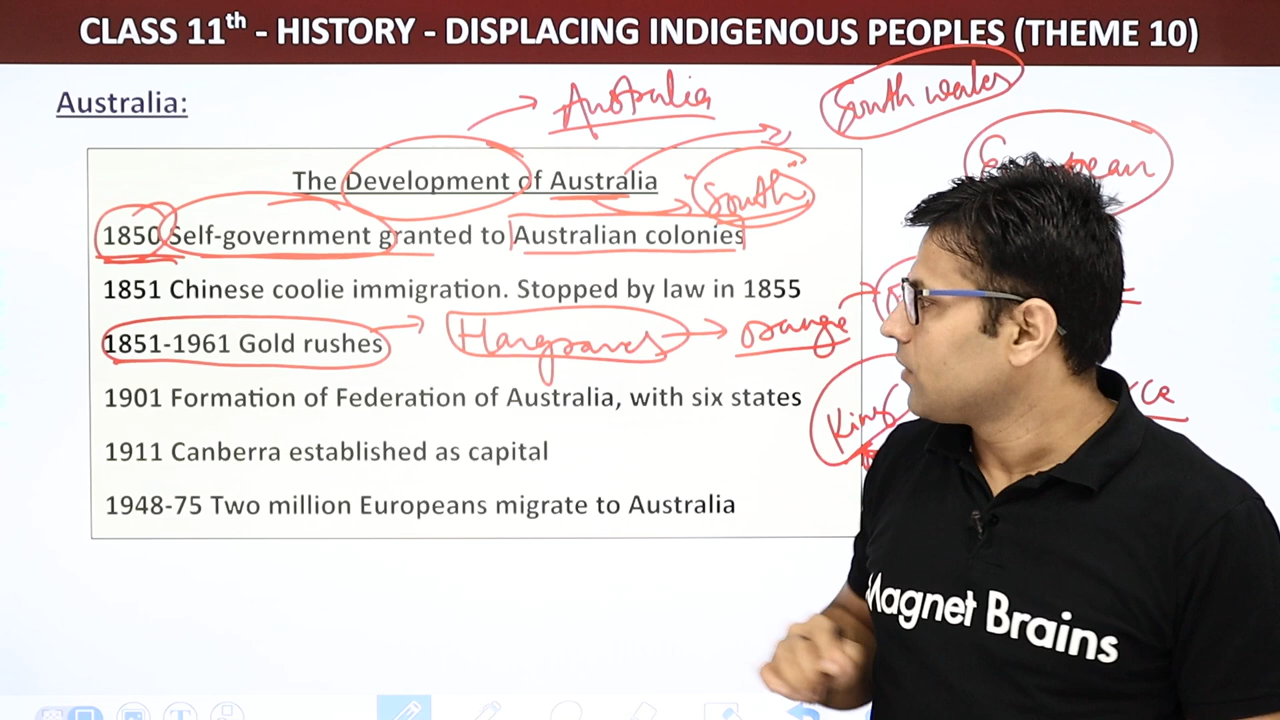 CLASS 11th - HISTORY - DISPLACING INDIGENOUS PEOPLES (THEME 10)
Australia:
Australia
South wales
The Development of Australia
"South"
1850 Self-government granted to Australian colonies
1851 Chinese coolie immigration. Stopped by law in 1855
1851-1961 Gold rushes
Hargraves
orange
King
1901 Formation of Federation of Australia, with six states
1911 Canberra established as capital
1948-75 Two million Europeans migrate to Australia
Magnet Brains